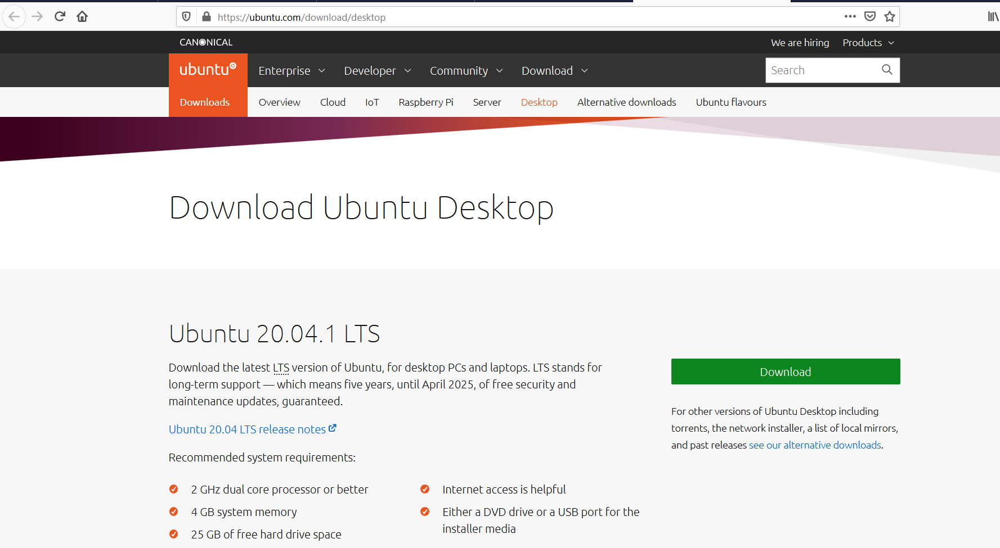 https://ubuntu.com/download/desktop
CANONICAL
We are hiring Products
ubuntu
Enterprise Developer Community Download
Search
Downloads
Overview Cloud IoT Raspberry Pi Server Desktop Alternative downloads Ubuntu flavours
Download Ubuntu Desktop
Ubuntu 20.04.1 LTS
Download the latest LTS version of Ubuntu, for desktop PCs and laptops. LTS stands for
long-term support — which means five years, until April 2025, of free security and
maintenance updates, guaranteed.
Ubuntu 20.04 LTS release notes
Recommended system requirements:
2 GHz dual core processor or better
4 GB system memory
25 GB of free hard drive space
Internet access is helpful
Either a DVD drive or a USB port for the
installer media
Download
For other versions of Ubuntu Desktop including
torrents, the network installer, a list of local mirrors,
and past releases see our alternative downloads.